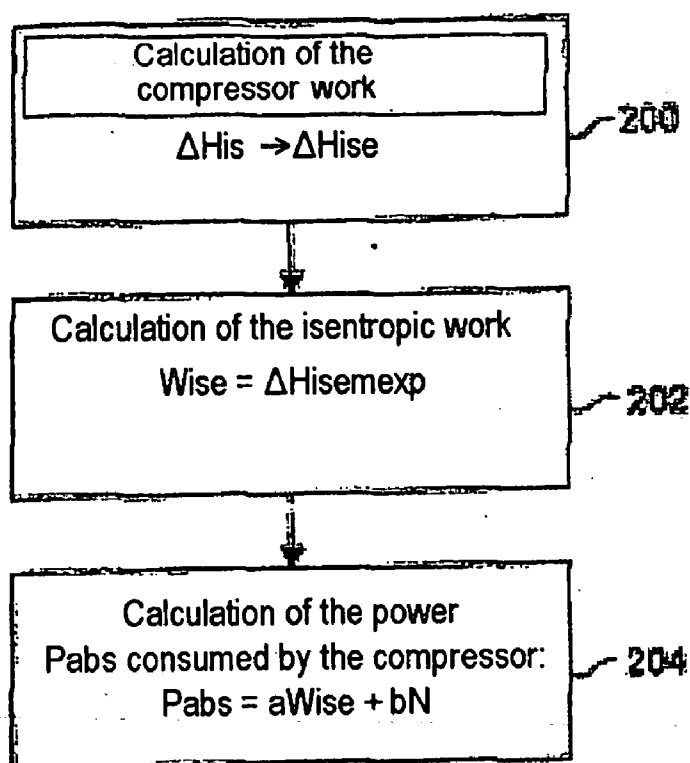 Calculation of the
compressor work
ΔHis →ΔHise
200
Calculation of the isentropic work
Wise = ΔHisemexp
202
Calculation of the power
Pabs consumed by the compressor:
Pabs = aWise + bN
204